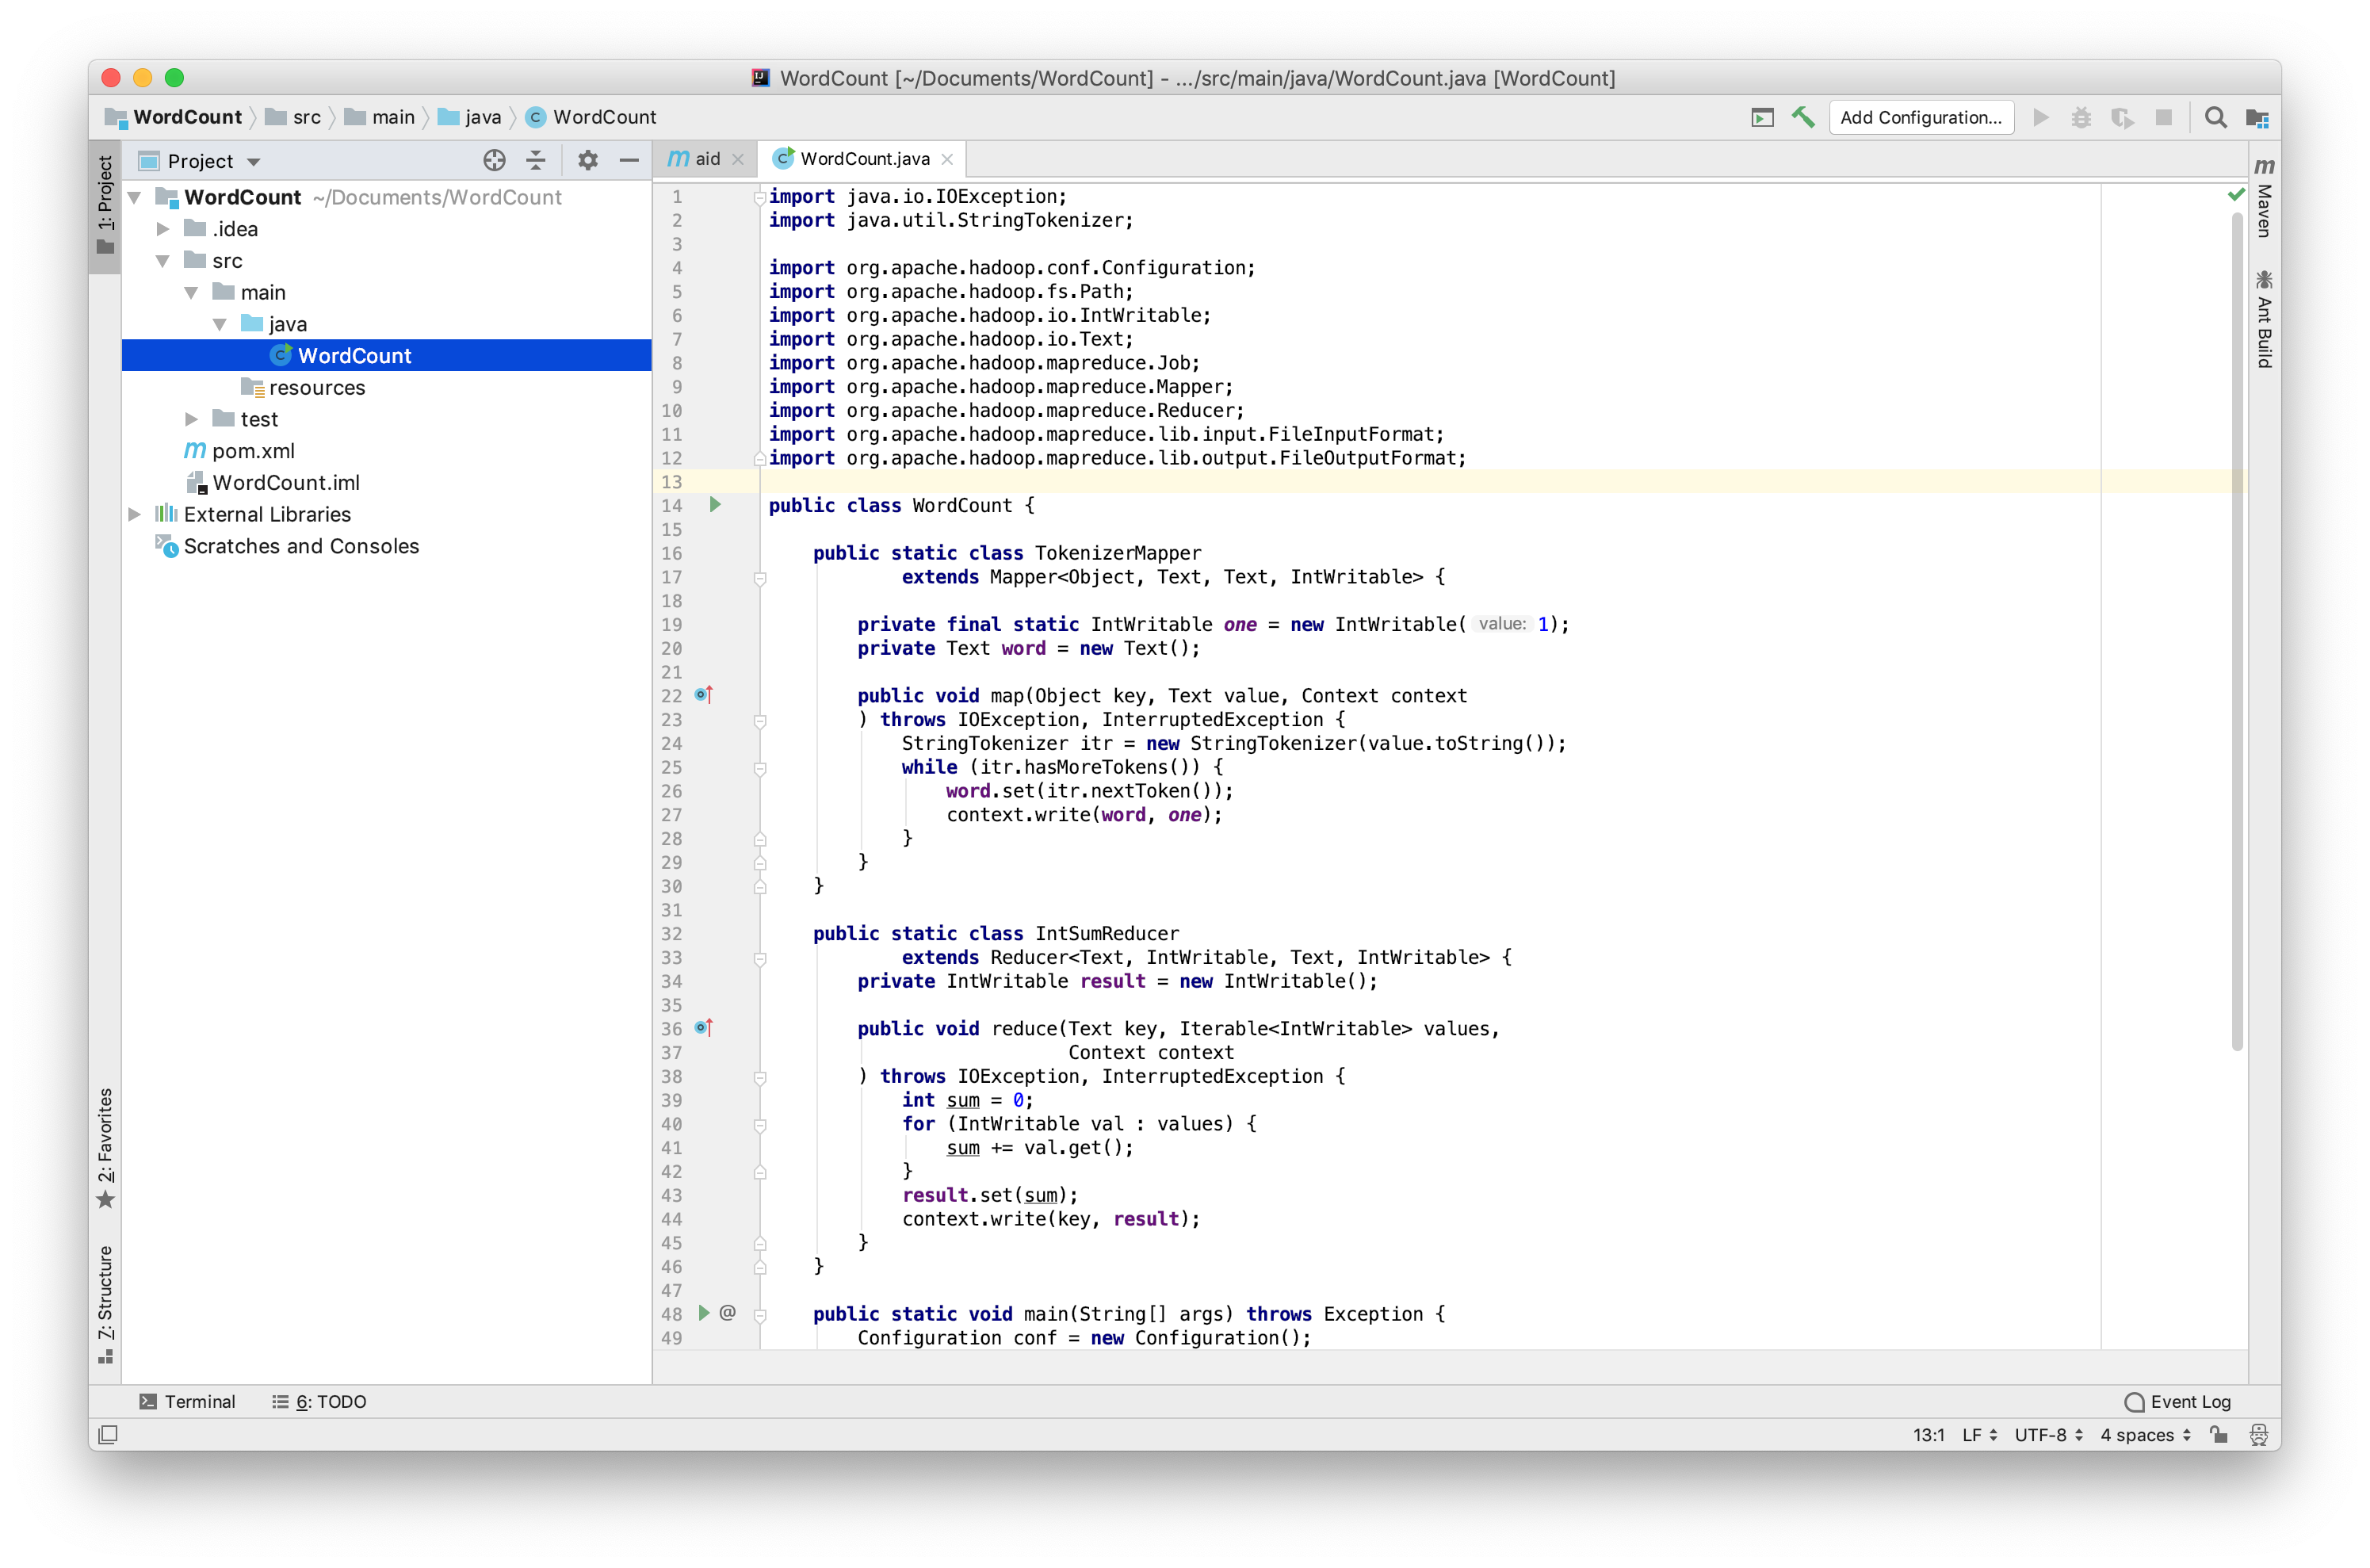 WordCount [~/Documents/WordCount] - .../src/main/java/WordCount.java [WordCount]
WordCount src main java WordCount
Add Configuration...
1: Project
Project
WordCount ~/Documents/WordCount
.idea
src
main
java
WordCount
resources
test
pom.xml
WordCount.iml
External Libraries
Scratches and Consoles
2: Favorites
7: Structure
aid WordCount.java
1 import java.io.IOException;
2 import java.util.StringTokenizer;
3
4 import org.apache.hadoop.conf.Configuration;
5 import org.apache.hadoop.fs.Path;
6 import org.apache.hadoop.io.IntWritable;
7 import org.apache.hadoop.io.Text;
8 import org.apache.hadoop.mapreduce.Job;
9 import org.apache.hadoop.mapreduce.Mapper;
10 import org.apache.hadoop.mapreduce.Reducer;
11 import org.apache.hadoop.mapreduce.lib.input.FileInputFormat;
12 import org.apache.hadoop.mapreduce.lib.output.FileOutputFormat;
13
14 public class WordCount {
15
16 public static class TokenizerMapper
17 extends Mapper<Object, Text, Text, IntWritable> {
18
19 private final static IntWritable one = new IntWritable( value: 1);
20 private Text word = new Text();
21
22 public void map(Object key, Text value, Context context
23 ) throws IOException, InterruptedException {
24 StringTokenizer itr = new StringTokenizer(value.toString());
25 while (itr.hasMoreTokens()) {
26 word.set(itr.nextToken());
27 context.write(word, one);
28 }
29 }
30 }
31
32 public static class IntSumReducer
33 extends Reducer<Text, IntWritable, Text, IntWritable> {
34 private IntWritable result = new IntWritable();
35
36 public void reduce(Text key, Iterable<IntWritable> values,
37 Context context
38 ) throws IOException, InterruptedException {
39 int sum = 0;
40 for (IntWritable val : values) {
41 sum += val.get();
42 }
43 result.set(sum);
44 context.write(key, result);
45 }
46 }
47
48 @ public static void main(String[] args) throws Exception {
49 Configuration conf = new Configuration();
Maven
Ant Build
Terminal 6: TODO Event Log
13:1 LF UTF-8 4 spaces